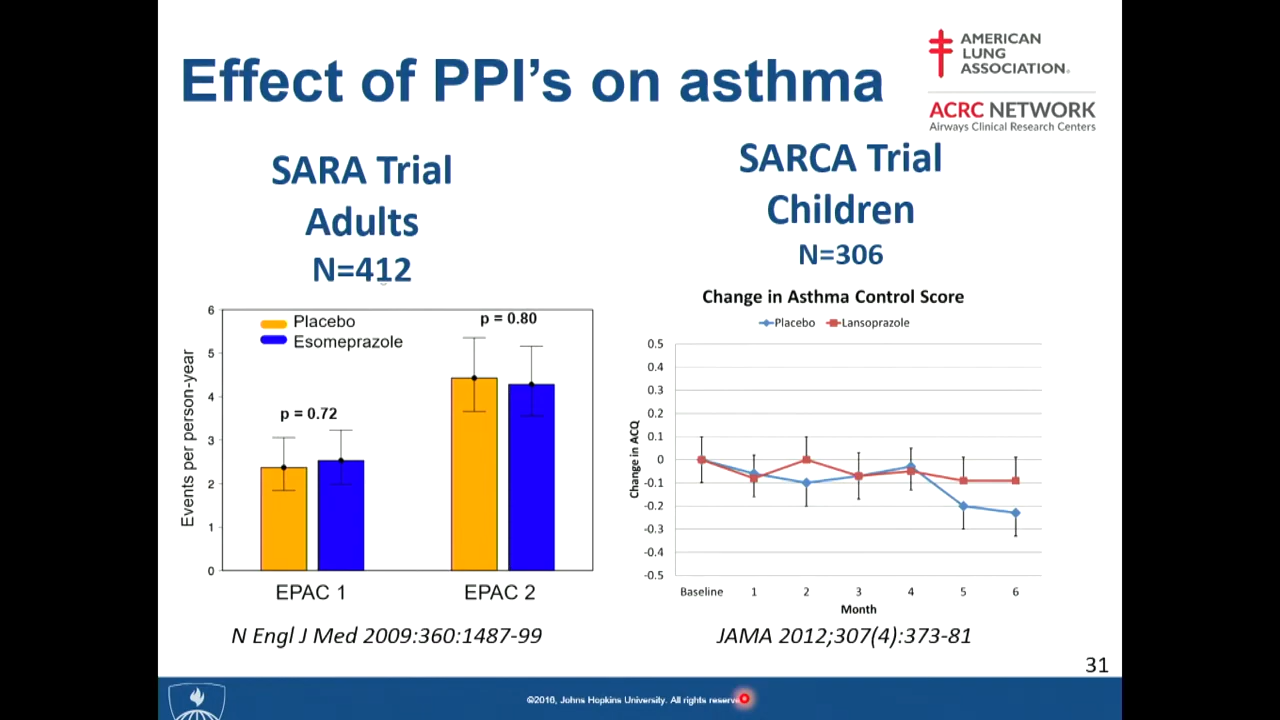 Effect of PPI's on asthma
AMERICAN
LUNG
ASSOCIATION®
ACRC NETWORK
Airways Clinical Research Centers
SARA Trial
Adults
N=412
SARCA Trial
Children
N=306
Placebo
Esomeprazole
p = 0.72
p = 0.80
Events per person-year
6
5
4
3
2
1
0
EPAC 1
EPAC 2
N Engl J Med 2009:360:1487-99
Change in Asthma Control Score
Placebo
Lansoprazole
Change in ACQ
0.5
0.4
0.3
0.2
0.1
0
-0.1
-0.2
-0.3
-0.4
-0.5
Baseline 1 2 3 4 5 6
Month
JAMA 2012;307(4):373-81
31
©2016, Johns Hopkins University. All rights reserve